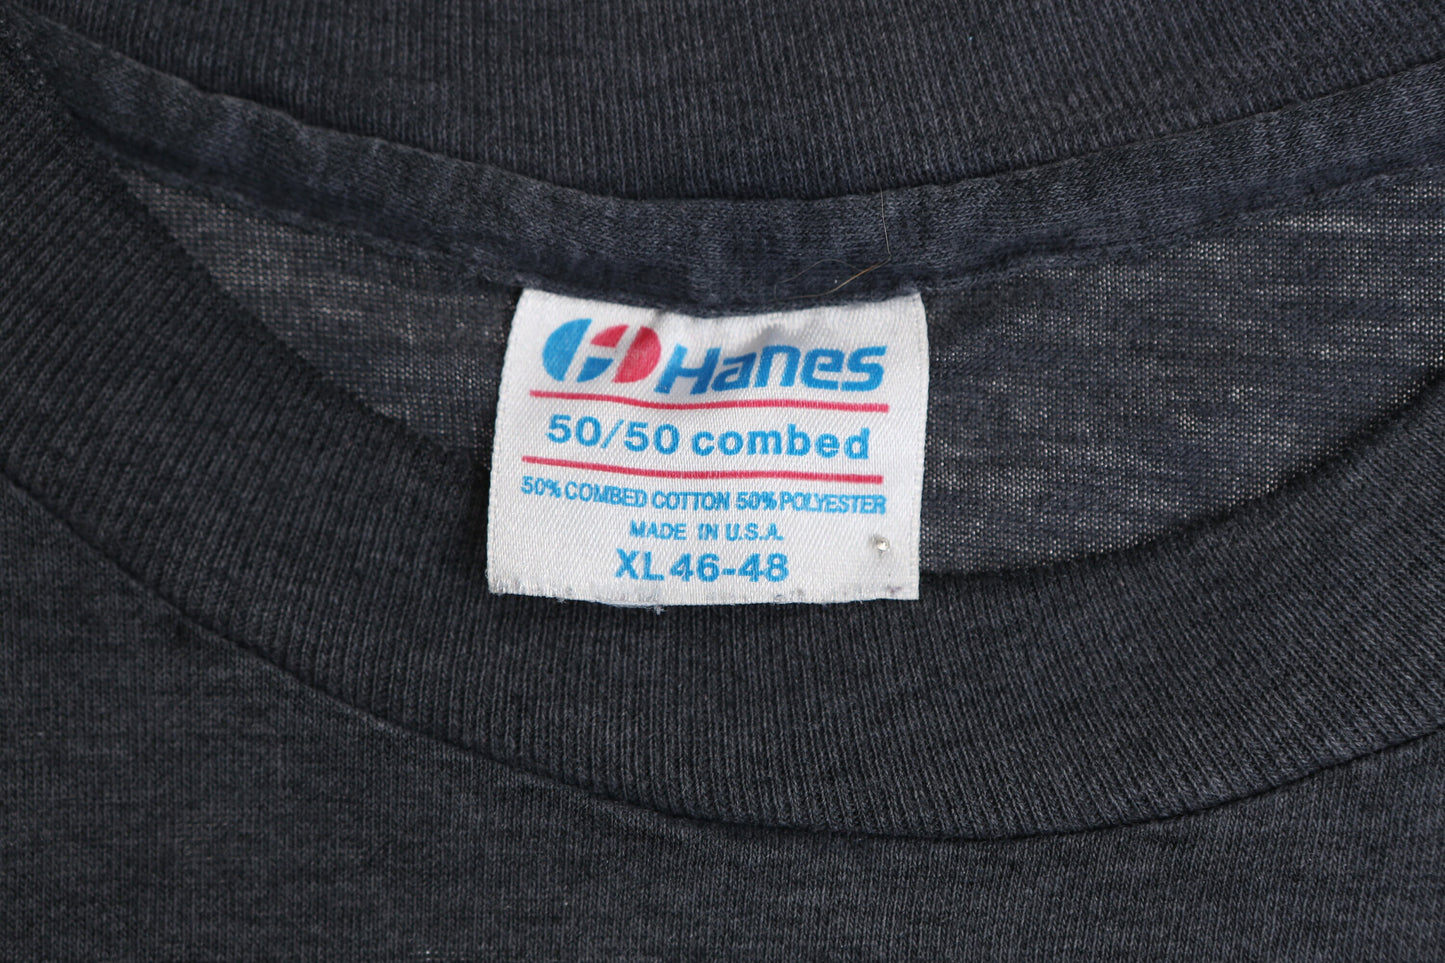 Hanes
50/50 combed
50% COMBED COTTON 50% POLYESTER
MADE IN U.S.A.
XL 46-48